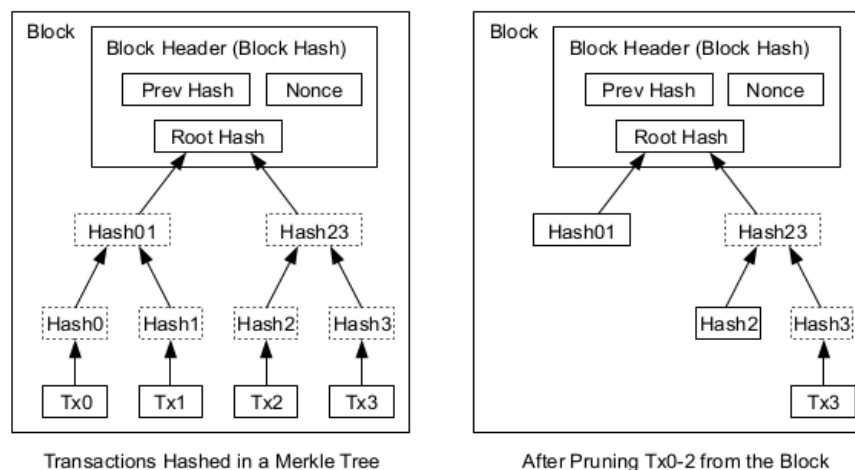 Block
Block Header (Block Hash)
Prev Hash
Nonce
Root Hash
Hash01
Hash23
Hash0
Hash1
Hash2
Hash3
Tx0
Tx1
Tx2
Tx3
Transactions Hashed in a Merkle Tree
Block
Block Header (Block Hash)
Prev Hash
Nonce
Root Hash
Hash01
Hash23
Hash2
Hash3
Tx3
After Pruning Tx0-2 from the Block